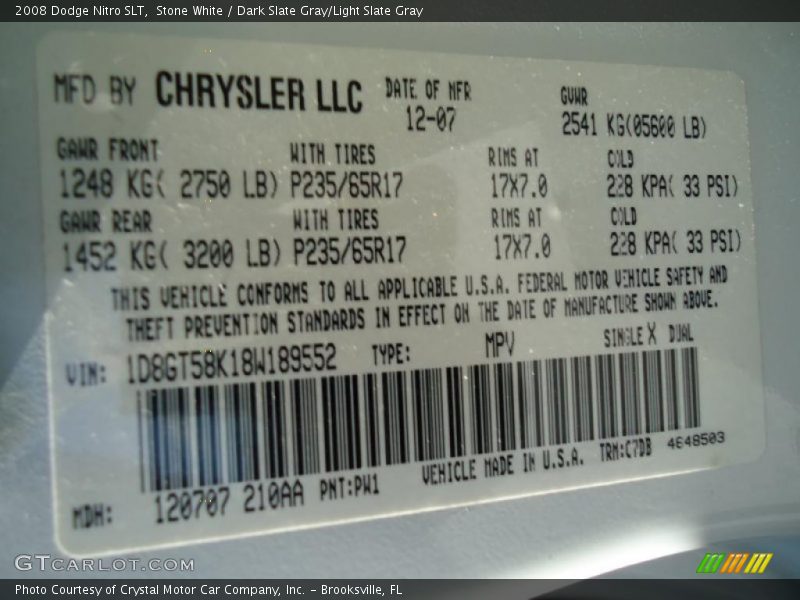 2008 Dodge Nitro SLT,  Stone White / Dark Slate Gray/Light Slate Gray
MFD BY CHRYSLER LLC DATE OF MFR GVWR
12-07 2541 KG(05600 LB)
GAWR FRONT WITH TIRES RIMS AT COLD
1248 KG( 2750 LB) P235/65R17 17X7.0 228 KPA( 33 PSI)
GAWR REAR WITH TIRES RIMS AT COLD
1452 KG( 3200 LB) P235/65R17 17X7.0 228 KPA( 33 PSI)
THIS VEHICLE CONFORMS TO ALL APPLICABLE U.S.A. FEDERAL MOTOR VEHICLE SAFETY AND
THEFT PREVENTION STANDARDS IN EFFECT ON THE DATE OF MANUFACTURE SHOWN ABOVE.
VIN: 1D8GT58K18W189552 TYPE: MPV SINGLE X DUAL
MDH: 120707 210AA PNT:PW1 VEHICLE MADE IN U.S.A. TRM:C7DB 4648503
GTCARLOT.COM
Photo Courtesy of Crystal Motor Car Company, Inc. - Brooksville, FL